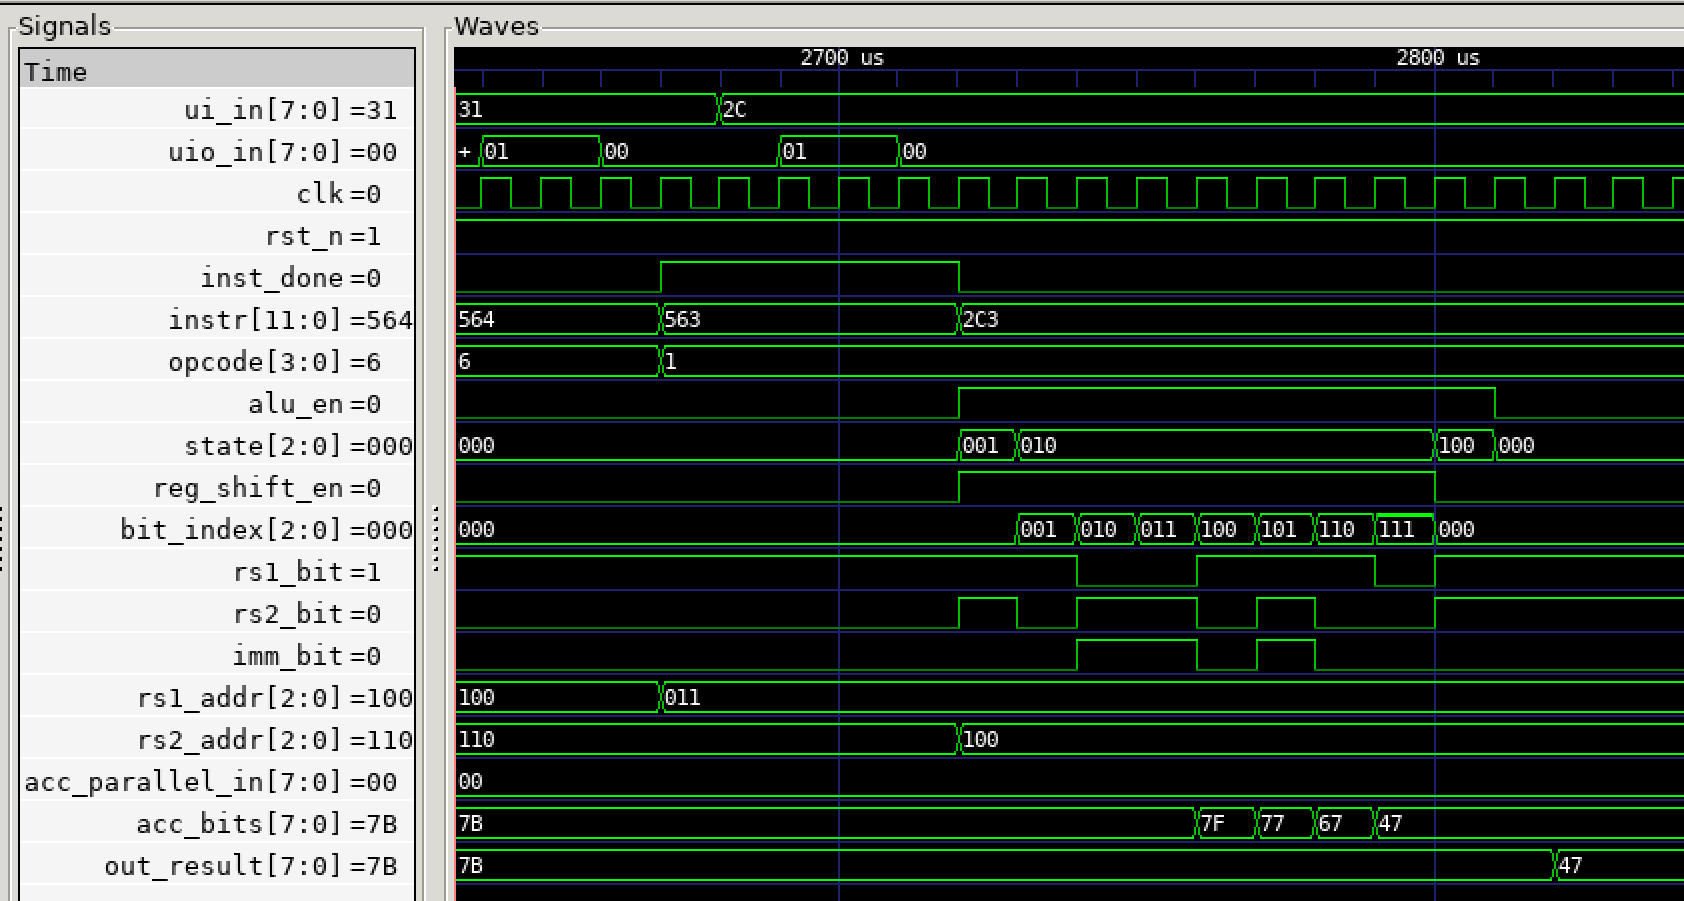 Signals Waves
Time 2700 us 2800 us
ui_in[7:0]=31 31 2C
uio_in[7:0]=00 + 01 00 01 00
clk=0
rst_n=1
inst_done=0
instr[11:0]=564 564 563 2C3
opcode[3:0]=6 6 1
alu_en=0
state[2:0]=000 000 001 010 100 000
reg_shift_en=0
bit_index[2:0]=000 000 001 010 011 100 101 110 111 000
rs1_bit=1
rs2_bit=0
imm_bit=0
rs1_addr[2:0]=100 100 011
rs2_addr[2:0]=110 110 100
acc_parallel_in[7:0]=00 00
acc_bits[7:0]=7B 7B 7F 77 67 47
out_result[7:0]=7B 7B 47